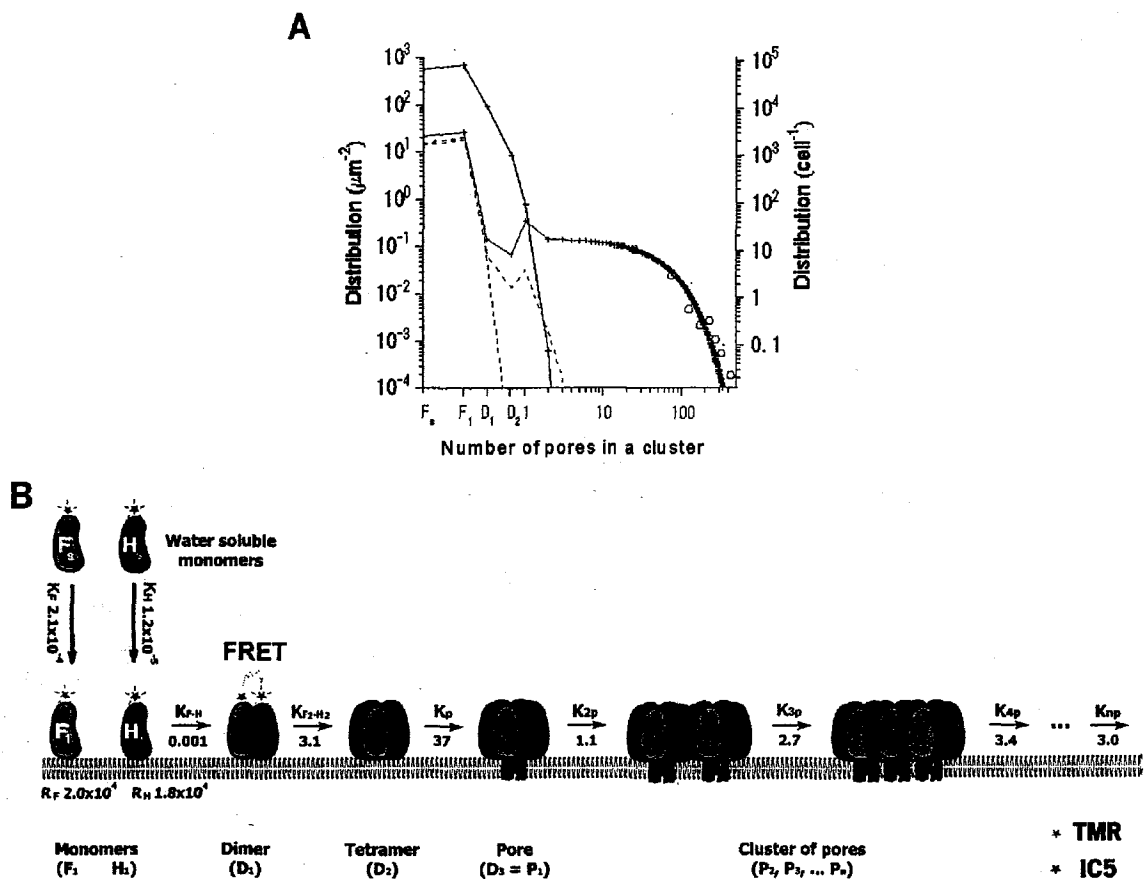 A
Distribution (μm⁻²)
10³
10²
10¹
10⁰
10⁻¹
10⁻²
10⁻³
10⁻⁴
Distribution (cell⁻¹)
10⁵
10⁴
10³
10²
10
1
0.1
Fₛ F₁ D₁ D₂ 1 10 100
Number of pores in a cluster
B
Fₛ Hₛ
Water soluble
monomers
K_F 2.1x10⁻⁴
K_H 1.2x10⁻⁵
FRET
F₁ H
K_F-H K_F₂-H₂ K_p K_2p K_3p K_4p ... K_np
0.001 3.1 37 1.1 2.7 3.4 3.0
R_F 2.0x10⁴ R_H 1.8x10⁴
Monomers Dimer Tetramer Pore Cluster of pores
(F₁ H₁) (D₁) (D₂) (D₃ = P₁) (P₂, P₃, ... Pₙ)
TMR
IC5